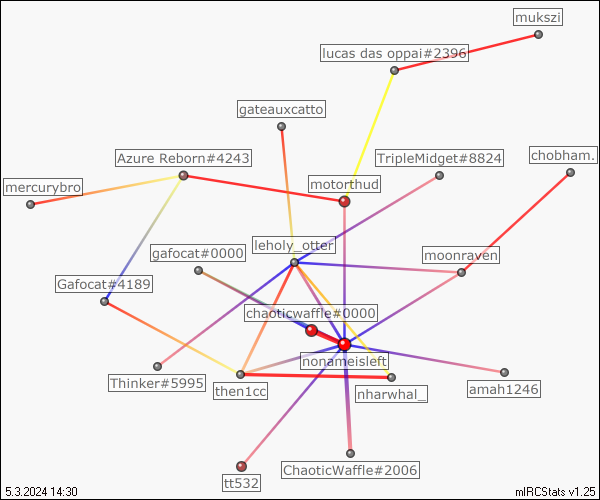 mukszi
lucas das oppai#2396
gateauxcatto
Azure Reborn#4243
TripleMidget#8824
chobham.
mercurybro
motorthud
leholy_otter
gafocat#0000
moonraven
Gafocat#4189
chaoticwaffle#0000
nonameisleft
Thinker#5995
then1cc
nharwhal_
amah1246
ChaoticWaffle#2006
tt532
5.3.2024 14:30
mIRCStats v1.25